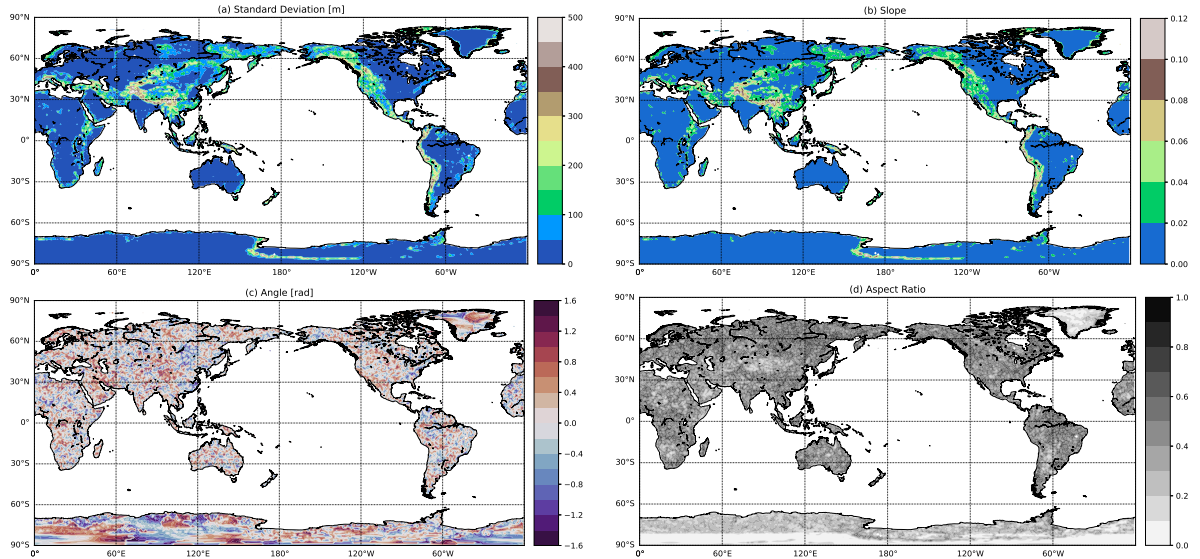 (a) Standard Deviation [m]
90°N
60°N
30°N
0°
30°S
60°S
90°S
0°
60°E
120°E
180°
120°W
60°W
500
400
300
200
100
0
(b) Slope
90°N
60°N
30°N
0°
30°S
60°S
90°S
0°
60°E
120°E
180°
120°W
60°W
0.12
0.10
0.08
0.06
0.04
0.02
0.00
(c) Angle [rad]
90°N
60°N
30°N
0°
30°S
60°S
90°S
0°
60°E
120°E
180°
120°W
60°W
1.6
1.2
0.8
0.4
0.0
−0.4
−0.8
−1.2
−1.6
(d) Aspect Ratio
90°N
60°N
30°N
0°
30°S
60°S
90°S
0°
60°E
120°E
180°
120°W
60°W
1.0
0.8
0.6
0.4
0.2
0.0